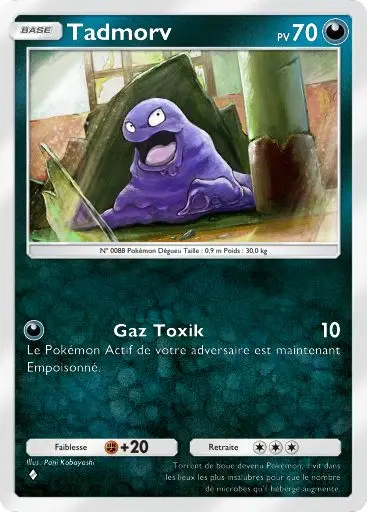 BASE Tadmorv PV 70
N° 0088 Pokémon Dégueu Taille : 0,9 m Poids : 30,0 kg
Gaz Toxik 10
Le Pokémon Actif de votre adversaire est maintenant
Empoisonné.
Faiblesse +20 Retraite
Illus. Pani Kobayashi
Torrent de boue devenu Pokémon, il vit dans
les lieux les plus insalubres pour que le nombre
de microbes qu'il héberge augmente.